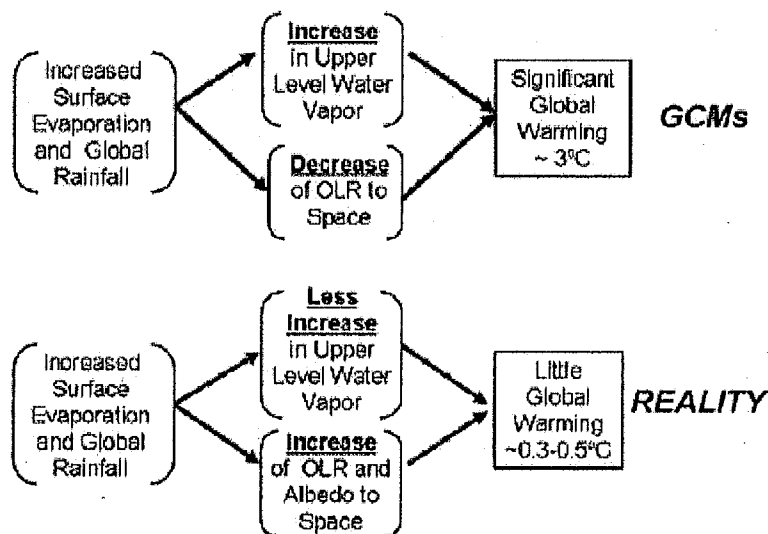 Increased
Surface
Evaporation
and Global
Rainfall
Increase
in Upper
Level Water
Vapor
Decrease
of OLR to
Space
Significant
Global
Warming
~ 3ºC
GCMs
Increased
Surface
Evaporation
and Global
Rainfall
Less
Increase
in Upper
Level Water
Vapor
Increase
of OLR and
Albedo to
Space
Little
Global
Warming
~0.3-0.5ºC
REALITY